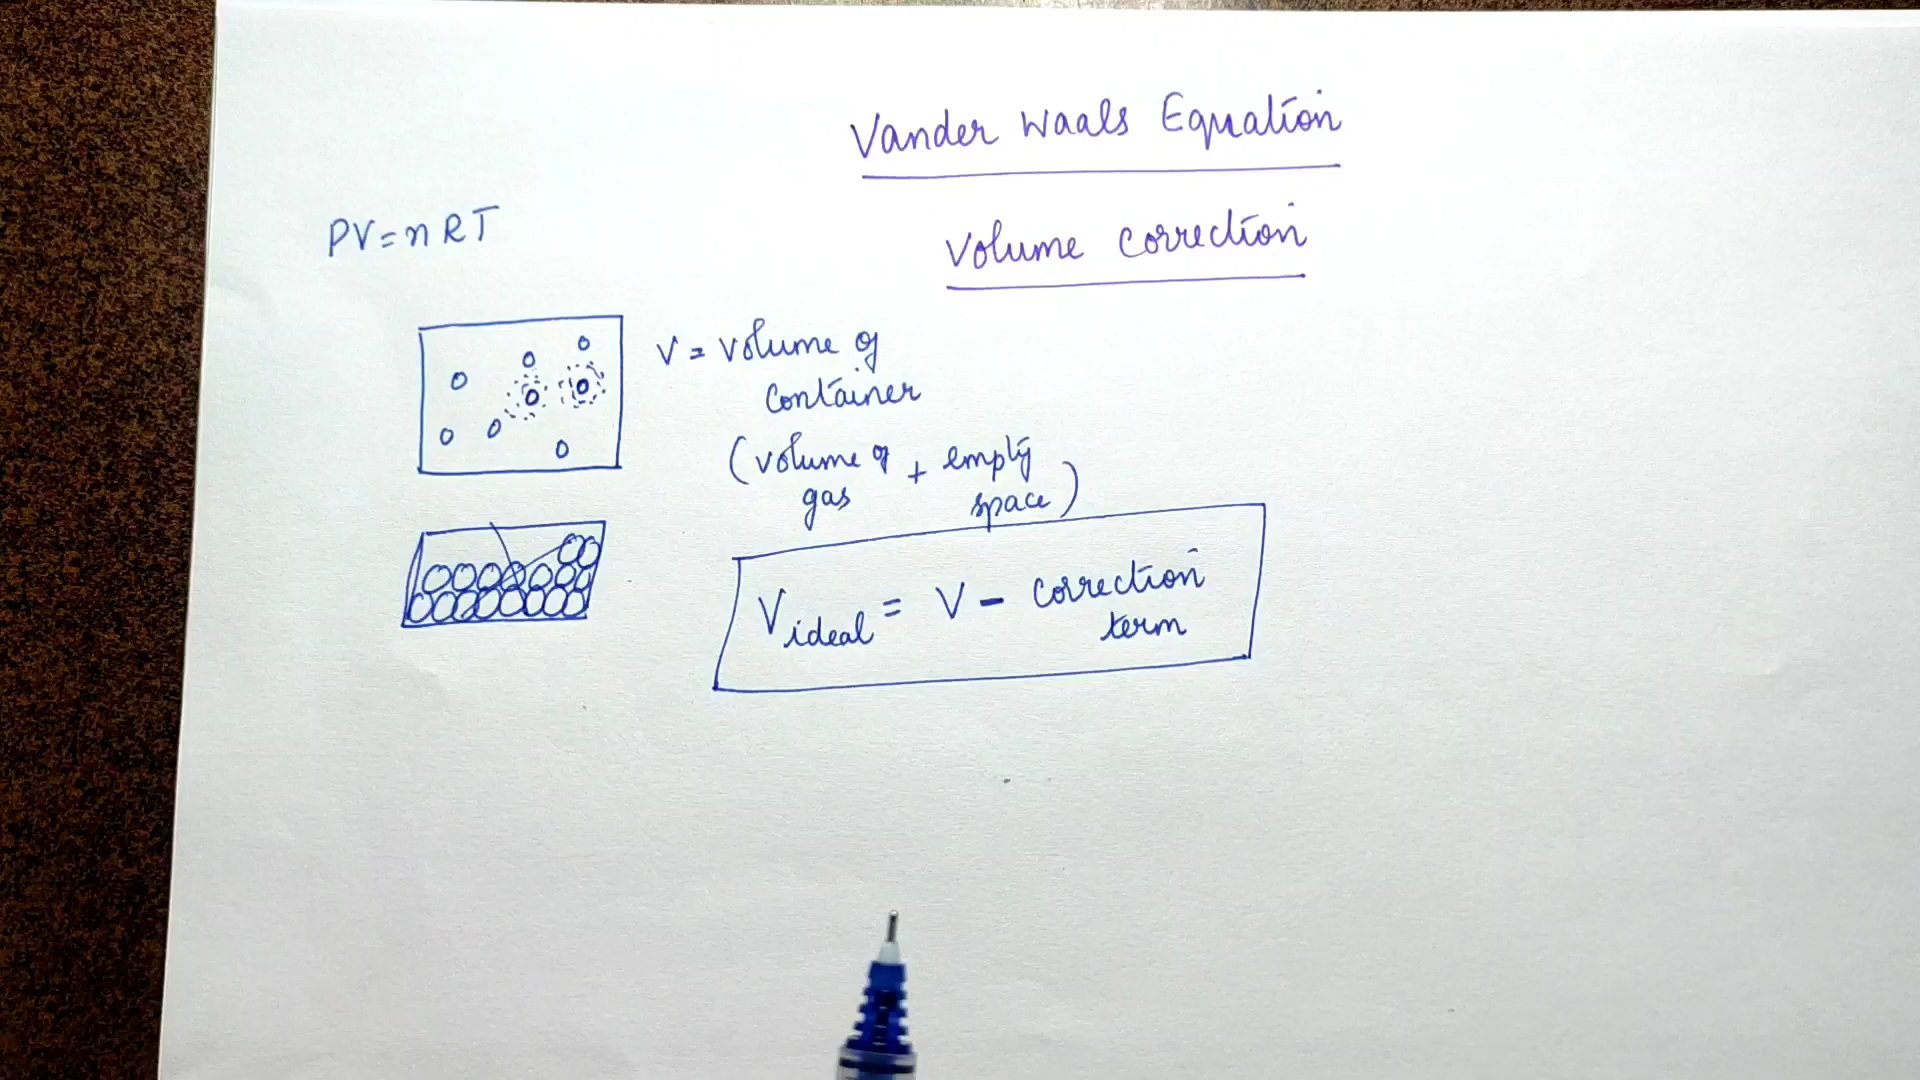 Vander Waals Equation
Volume correction
PV = nRT
V = Volume of
container
(volume of + empty
gas space)
Videal = V - correction
term